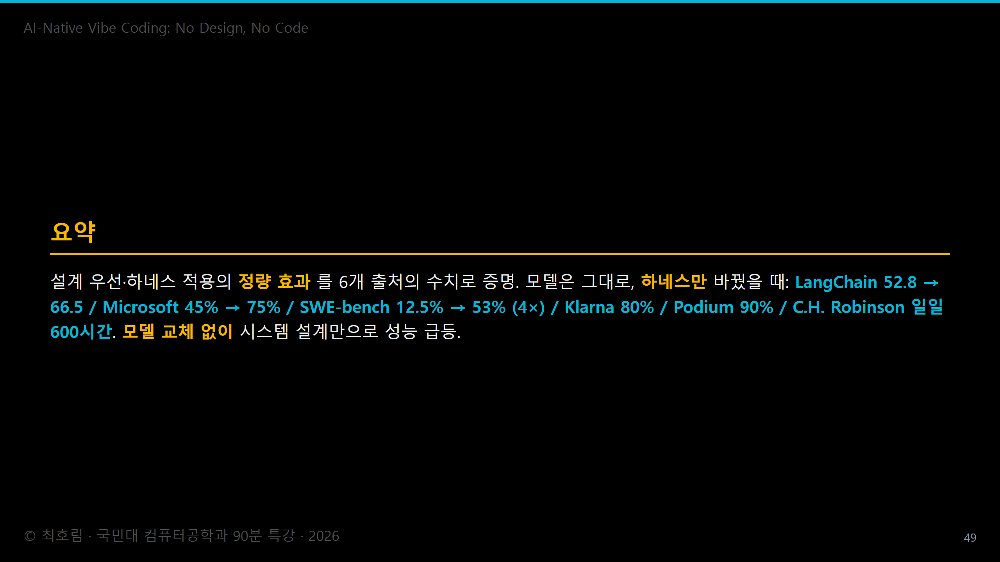 AI-Native Vibe Coding: No Design, No Code
요약
설계 우선·하네스 적용의 정량 효과 를 6개 출처의 수치로 증명. 모델은 그대로, 하네스만 바꿨을 때: LangChain 52.8 →
66.5 / Microsoft 45% → 75% / SWE-bench 12.5% → 53% (4×) / Klarna 80% / Podium 90% / C.H. Robinson 일일
600시간. 모델 교체 없이 시스템 설계만으로 성능 급등.
© 최호림 · 국민대 컴퓨터공학과 90분 특강 · 2026
49